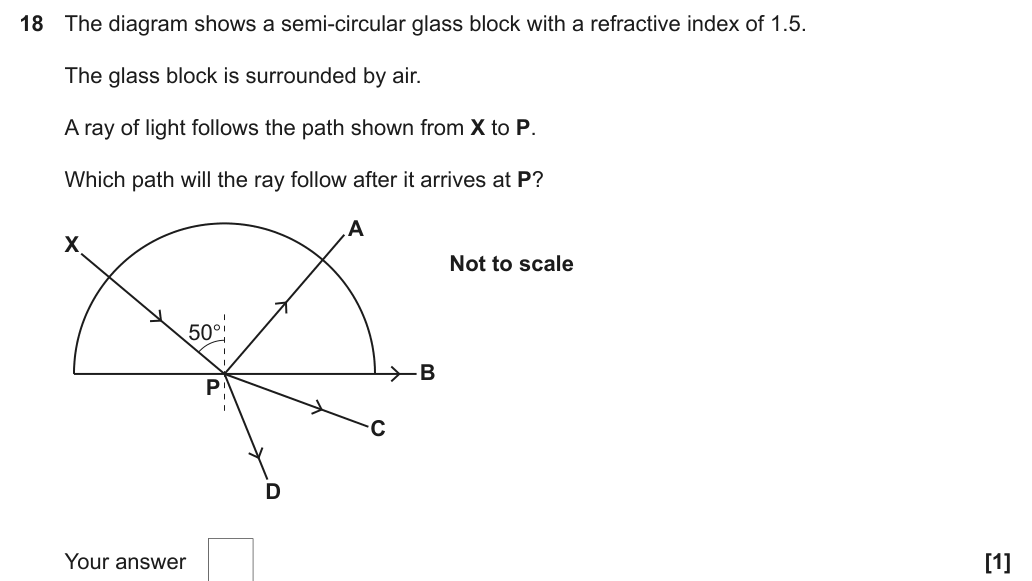 18 The diagram shows a semi-circular glass block with a refractive index of 1.5.
The glass block is surrounded by air.
A ray of light follows the path shown from X to P.
Which path will the ray follow after it arrives at P?
A
X
Not to scale
50°
B
P
C
D
Your answer
[1]